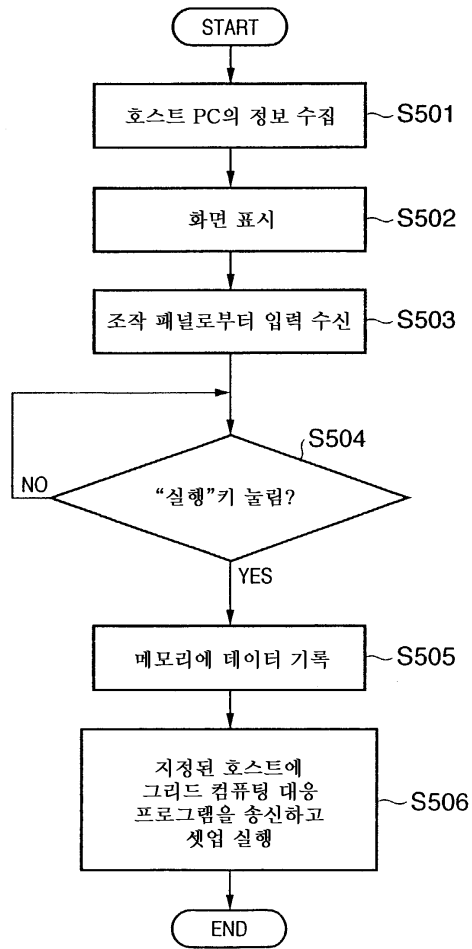 START
호스트 PC의 정보 수집
S501
화면 표시
S502
조작 패널로부터 입력 수신
S503
S504
“실행”키 눌림?
NO
YES
메모리에 데이터 기록
S505
지정된 호스트에
그리드 컴퓨팅 대응
프로그램을 송신하고
셋업 실행
S506
END